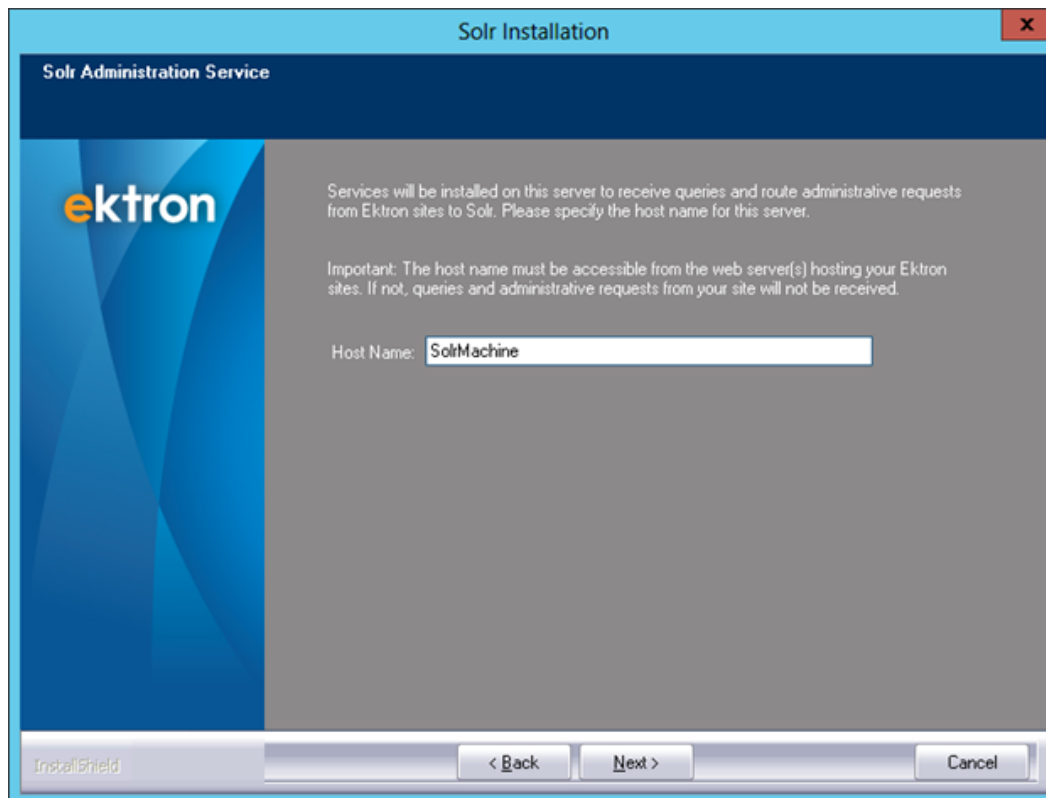 Solr Installation
x
Solr Administration Service
ektron
Services will be installed on this server to receive queries and route administrative requests
from Ektron sites to Solr. Please specify the host name for this server.
Important: The host name must be accessible from the web server(s) hosting your Ektron
sites. If not, queries and administrative requests from your site will not be received.
Host Name: SolrMachine
InstallShield
< Back
Next >
Cancel